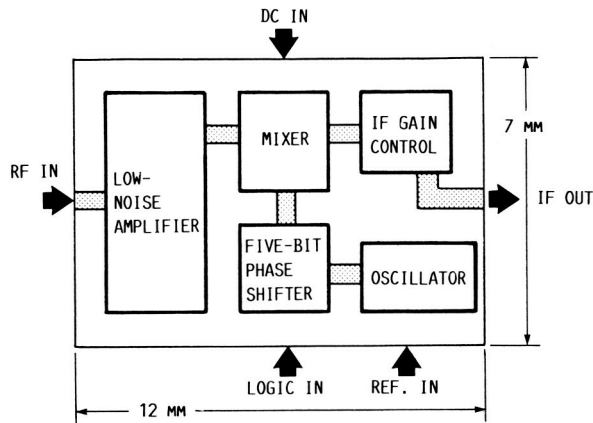 DC IN
MIXER
IF GAIN
CONTROL
7 MM
RF IN
LOW-
NOISE
AMPLIFIER
IF OUT
FIVE-BIT
PHASE
SHIFTER
OSCILLATOR
LOGIC IN
REF. IN
12 MM